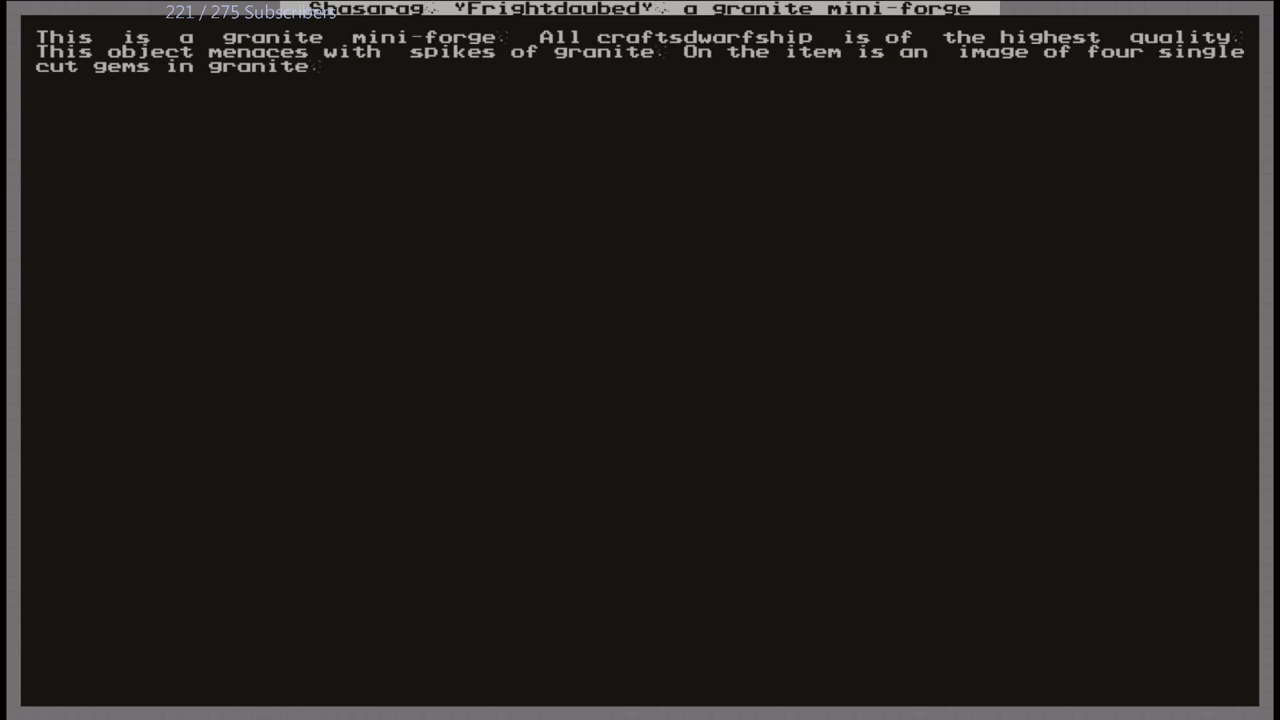 221 / 275 Subscribers
Shasarag "Frightdaubed" a granite mini-forge
This is a granite mini-forge. All craftsdwarfship is of the highest quality.
This object menaces with spikes of granite. On the item is an image of four single
cut gems in granite.